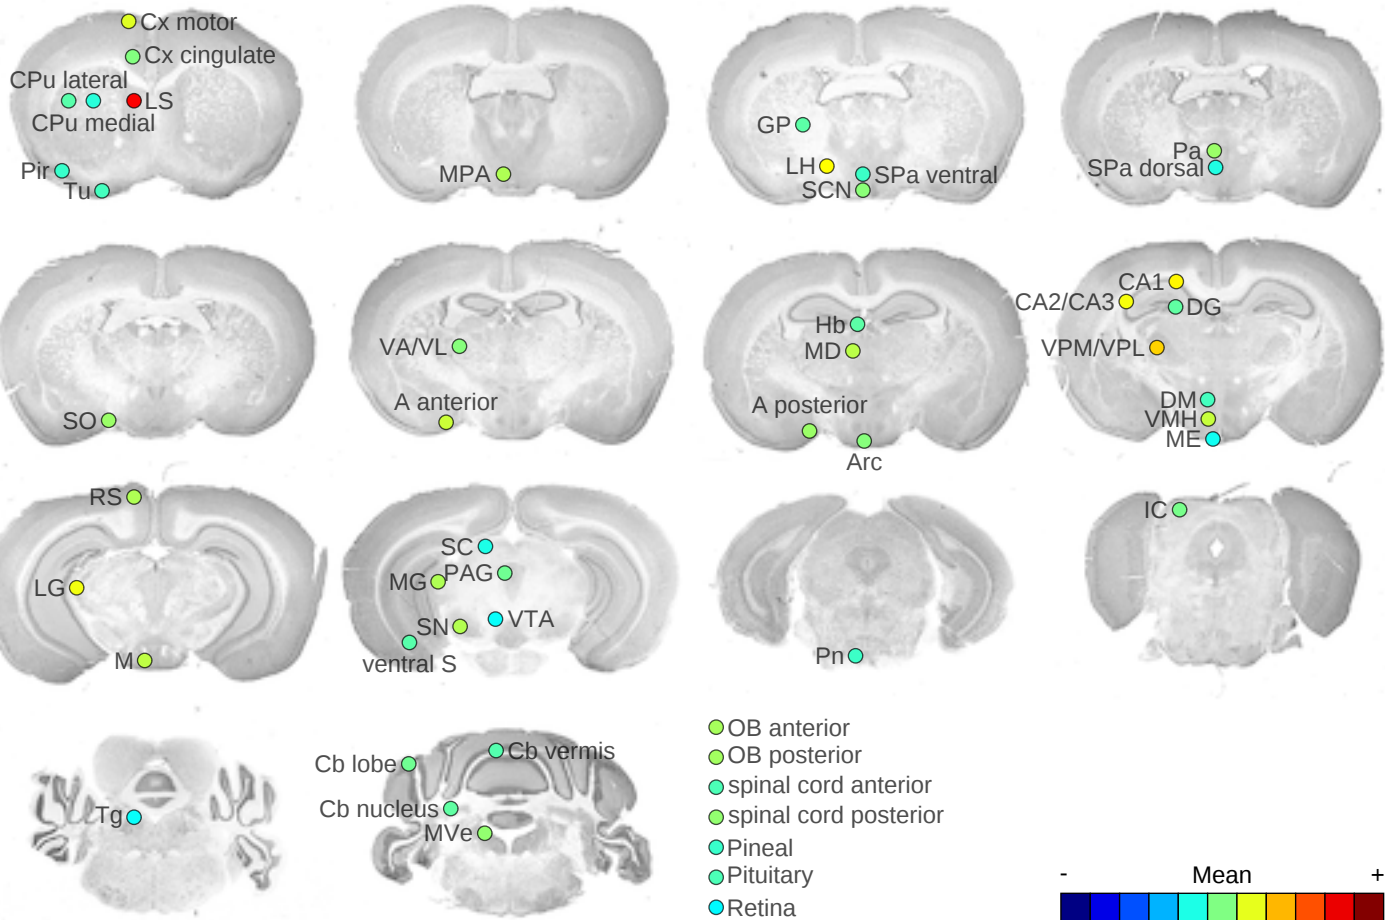 Cx motor
Cx cingulate
CPu lateral
LS
CPu medial
Pir
Tu
MPA
GP
LH
SPa ventral
SCN
Pa
SPa dorsal
SO
VA/VL
A anterior
Hb
MD
A posterior
Arc
CA1
CA2/CA3
DG
VPM/VPL
DM
VMH
ME
RS
LG
M
SC
MG
PAG
SN
VTA
ventral S
Pn
IC
Tg
Cb lobe
Cb vermis
Cb nucleus
MVe
OB anterior
OB posterior
spinal cord anterior
spinal cord posterior
Pineal
Pituitary
Retina
- Mean +